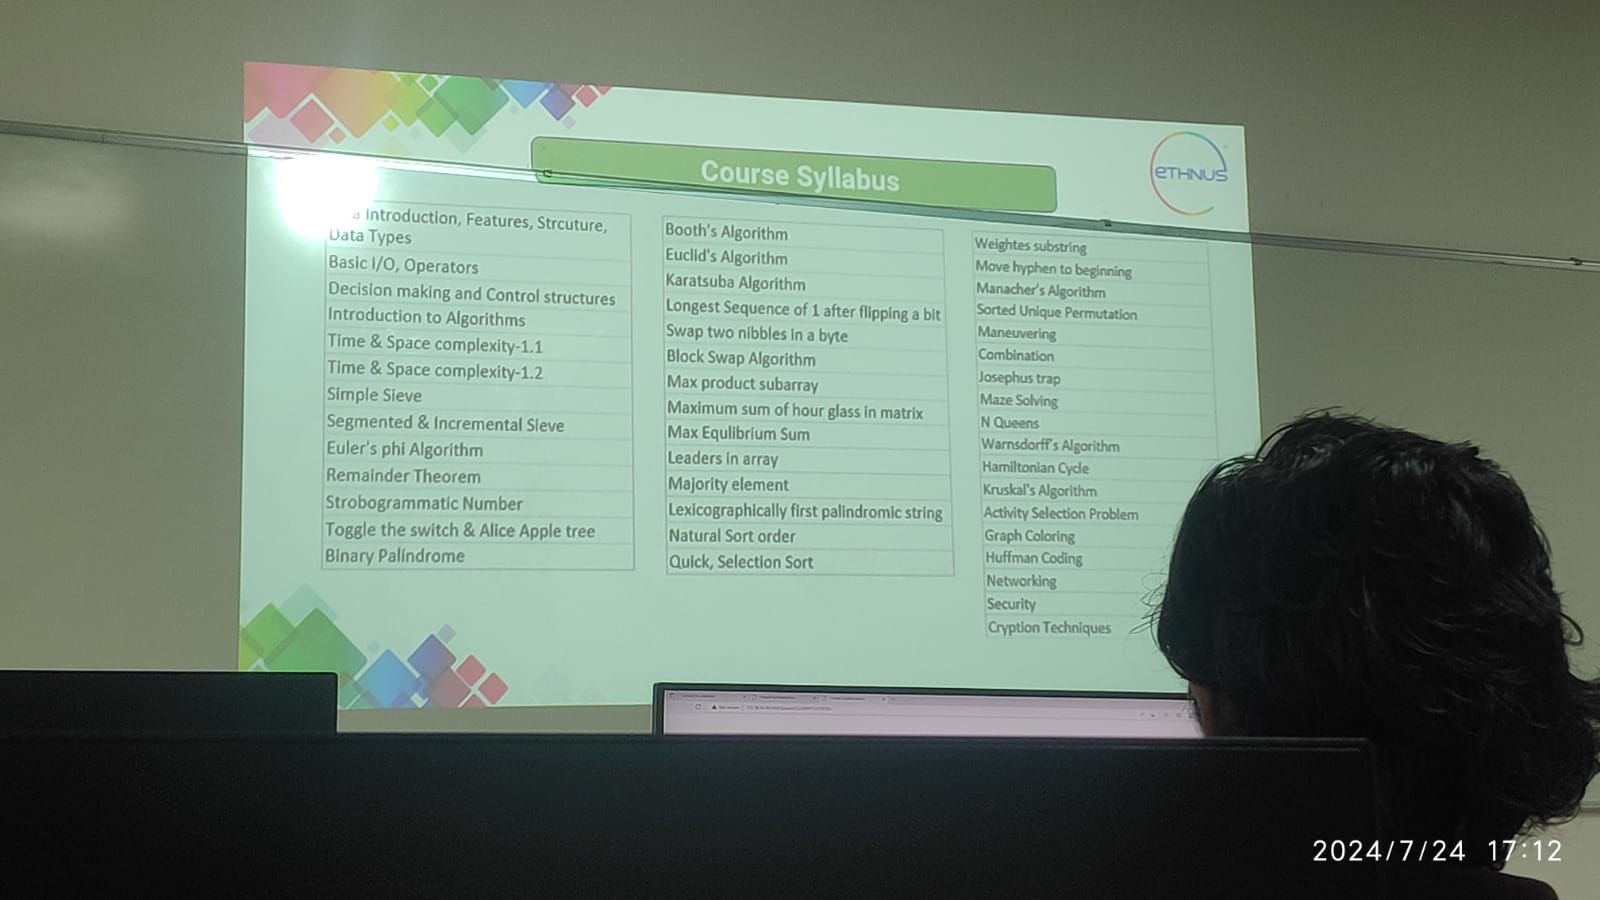 Course Syllabus
eTHNUS
Introduction, Features, Strcuture,
Data Types
Basic I/O, Operators
Decision making and Control structures
Introduction to Algorithms
Time & Space complexity-1.1
Time & Space complexity-1.2
Simple Sieve
Segmented & Incremental Sieve
Euler's phi Algorithm
Remainder Theorem
Strobogrammatic Number
Toggle the switch & Alice Apple tree
Binary Palindrome
Booth's Algorithm
Euclid's Algorithm
Karatsuba Algorithm
Longest Sequence of 1 after flipping a bit
Swap two nibbles in a byte
Block Swap Algorithm
Max product subarray
Maximum sum of hour glass in matrix
Max Equlibrium Sum
Leaders in array
Majority element
Lexicographically first palindromic string
Natural Sort order
Quick, Selection Sort
Weightes substring
Move hyphen to beginning
Manacher's Algorithm
Sorted Unique Permutation
Maneuvering
Combination
Josephus trap
Maze Solving
N Queens
Warnsdorff's Algorithm
Hamiltonian Cycle
Kruskal's Algorithm
Activity Selection Problem
Graph Coloring
Huffman Coding
Networking
Security
Cryption Techniques
2024/7/24 17:12